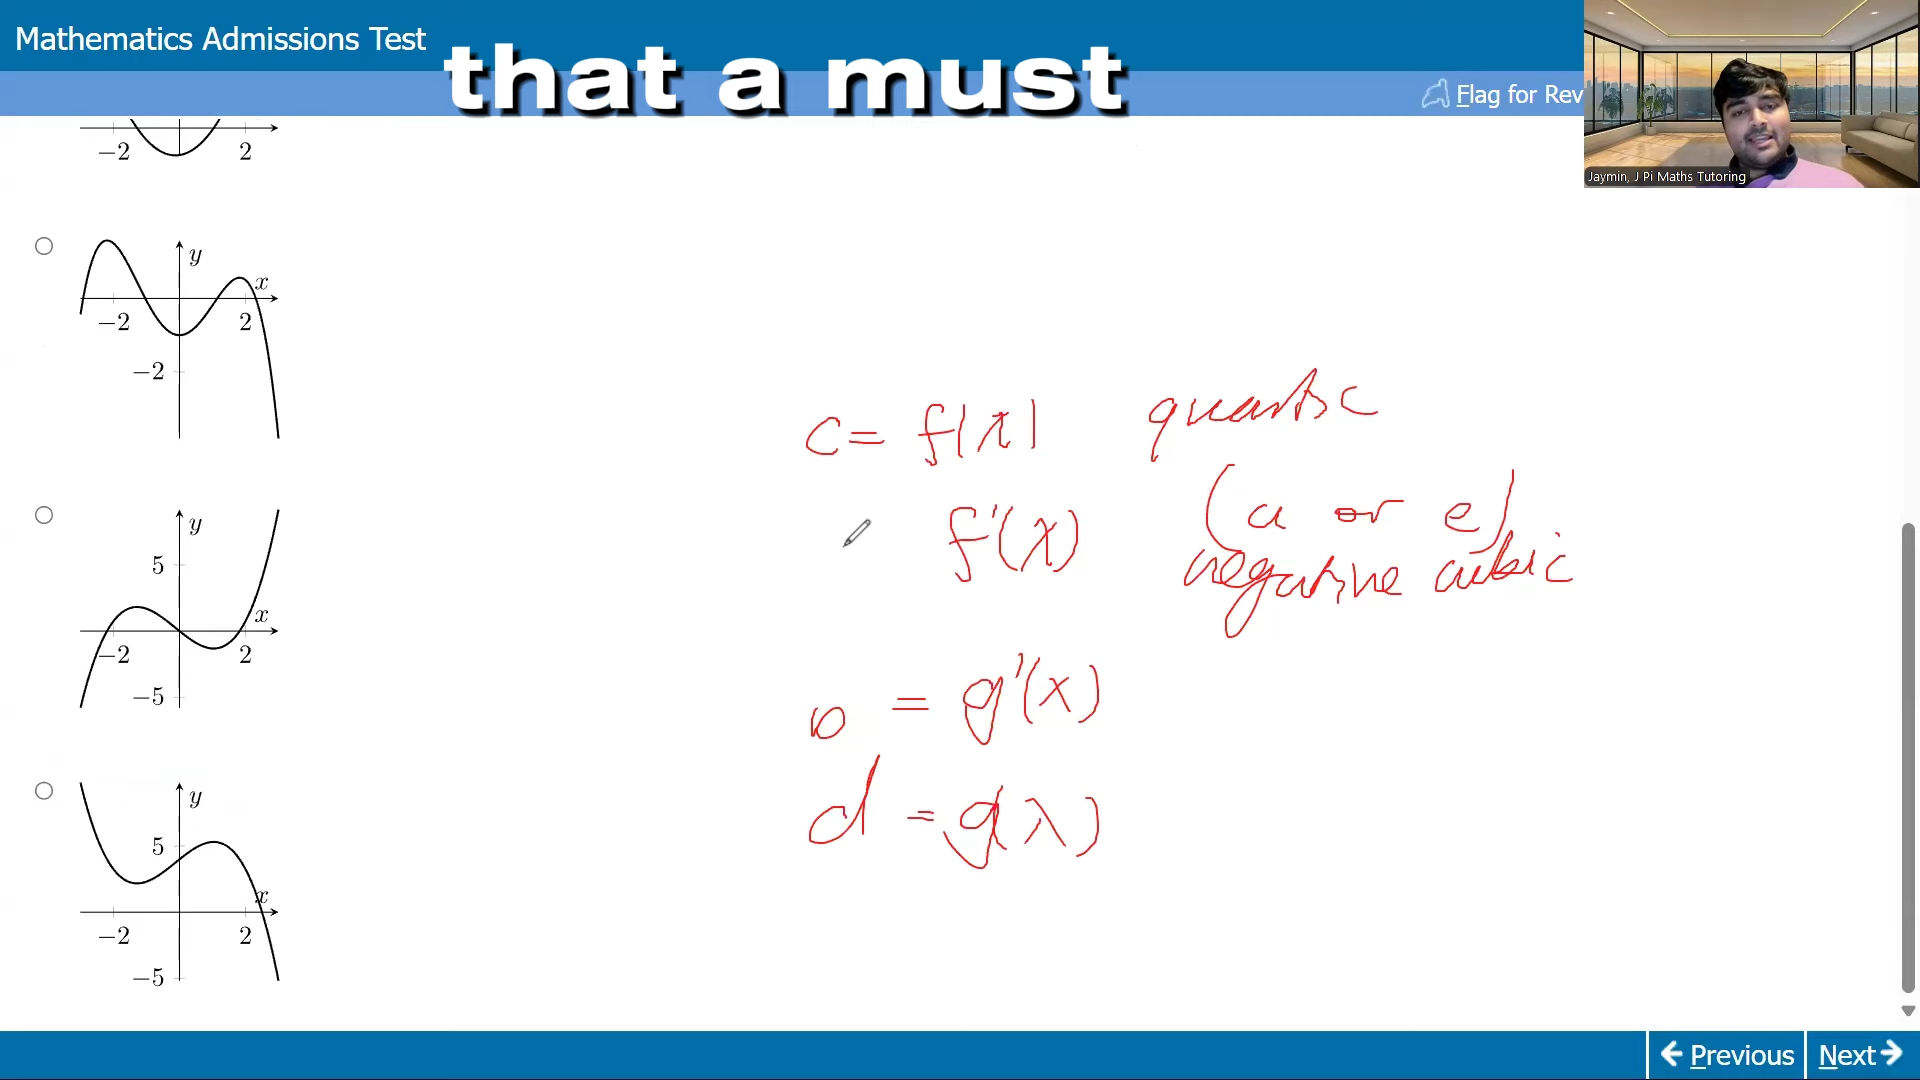 Mathematics Admissions Test
that a must
Flag for Rev
Jaymin, J Pi Maths Tutoring
−2 2
y
x
−2 2
−2
y
5
x
−2 2
−5
y
5
x
−2 2
−5
c = f(x) quartic
f'(x) (a or e)
negative cubic
b = g'(x)
d = g(x)
Previous
Next